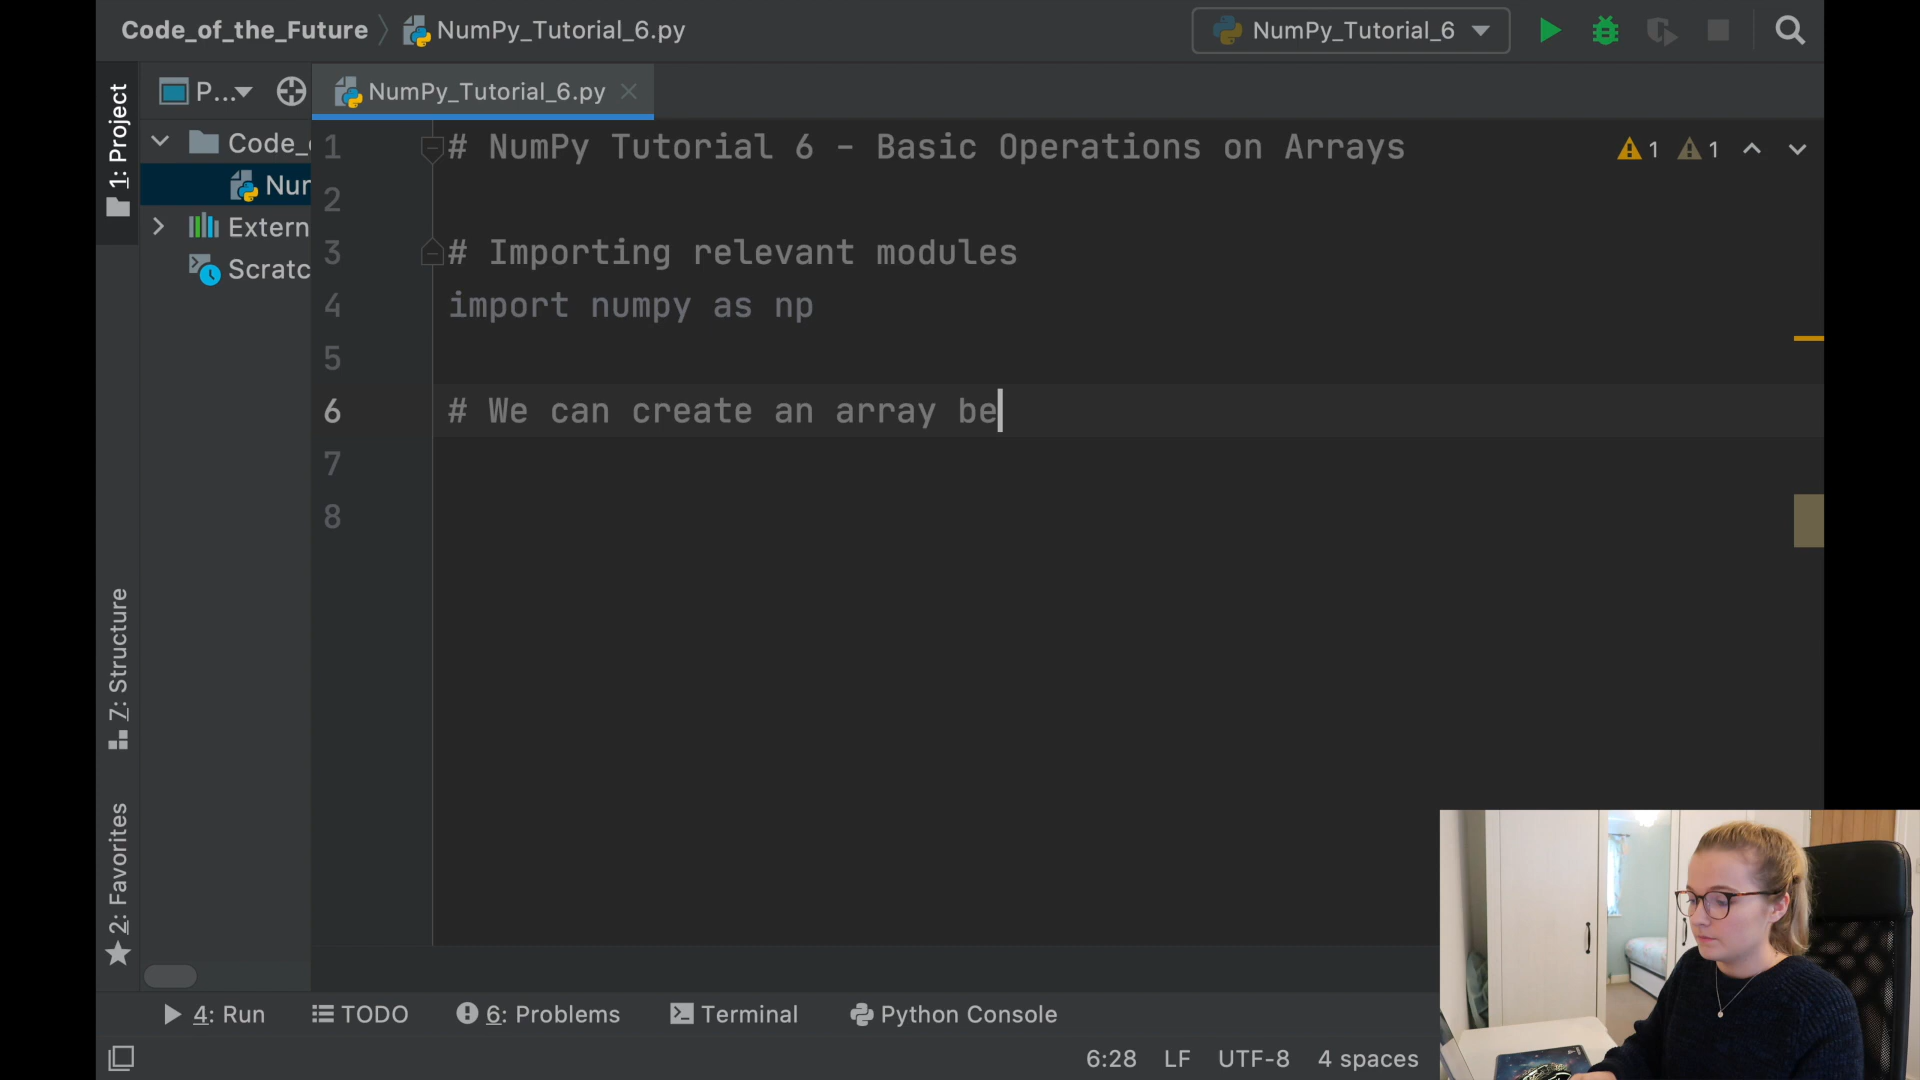 Code_of_the_Future
NumPy_Tutorial_6.py
NumPy_Tutorial_6
1: Project
P...
NumPy_Tutorial_6.py
Code_
Nur
Extern
Scratc
1 # NumPy Tutorial 6 - Basic Operations on Arrays
2
3 # Importing relevant modules
4 import numpy as np
5
6 # We can create an array be
7
8
1 1
7: Structure
2: Favorites
4: Run
TODO
6: Problems
Terminal
Python Console
6:28 LF UTF-8 4 spaces